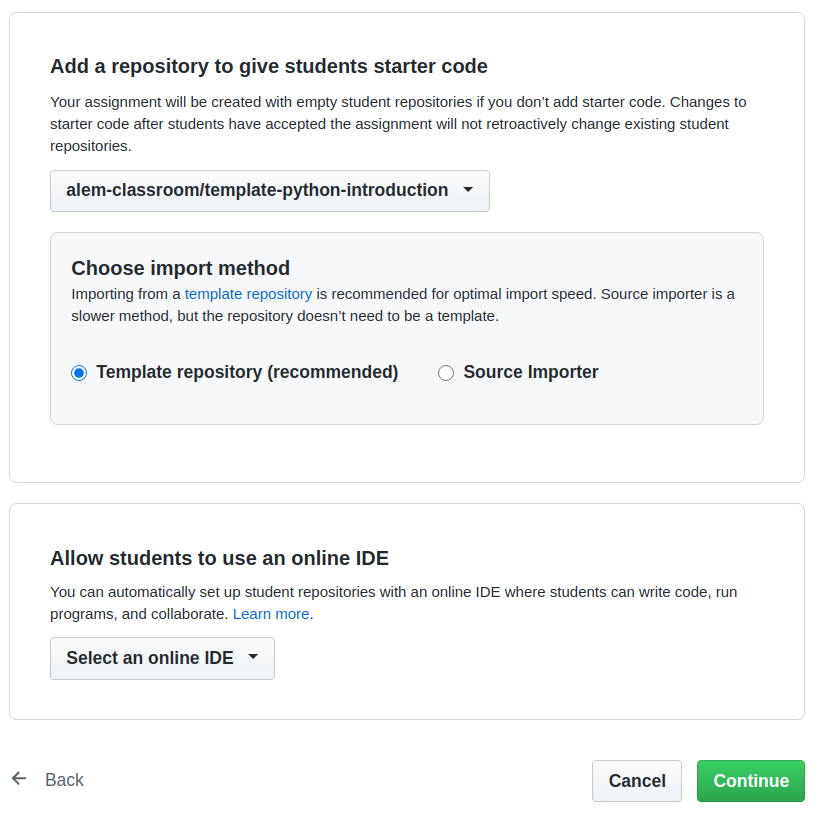 Add a repository to give students starter code
Your assignment will be created with empty student repositories if you don’t add starter code. Changes to
starter code after students have accepted the assignment will not retroactively change existing student
repositories.
alem-classroom/template-python-introduction
Choose import method
Importing from a template repository is recommended for optimal import speed. Source importer is a
slower method, but the repository doesn’t need to be a template.
Template repository (recommended) Source Importer
Allow students to use an online IDE
You can automatically set up student repositories with an online IDE where students can write code, run
programs, and collaborate. Learn more.
Select an online IDE
Back Cancel Continue